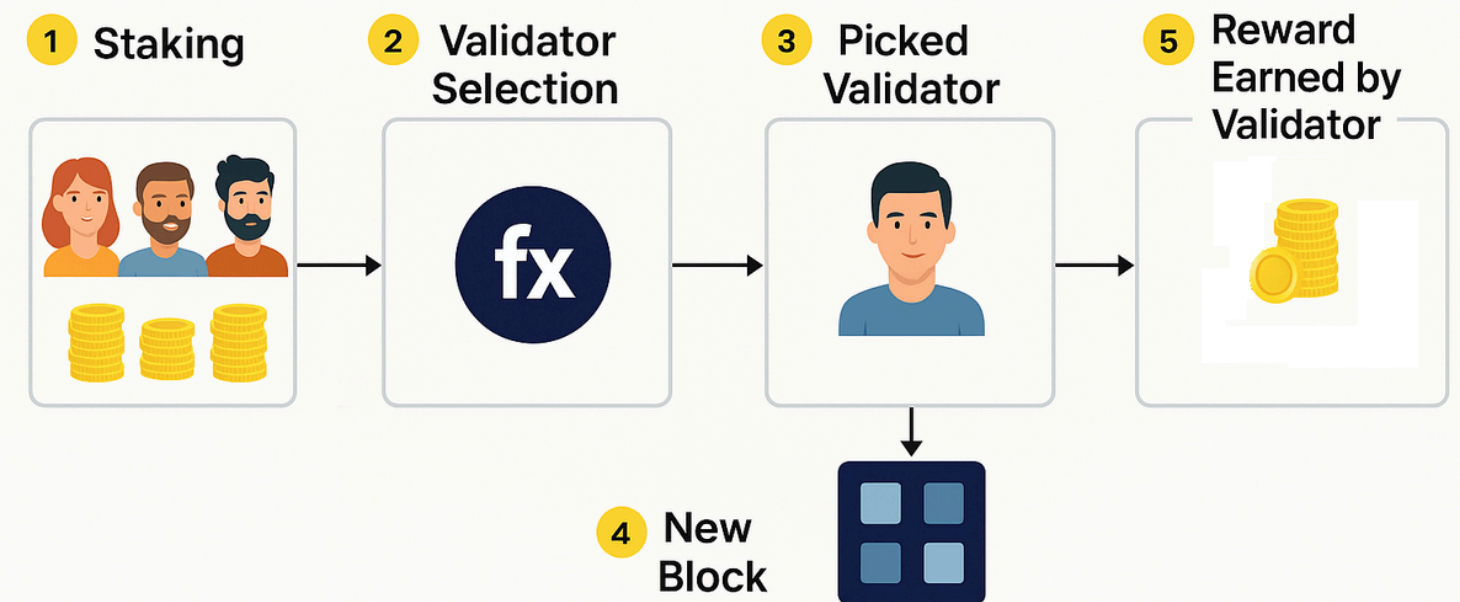 1 Staking
2 Validator
Selection
fx
3 Picked
Validator
4 New
Block
5 Reward
Earned by
Validator